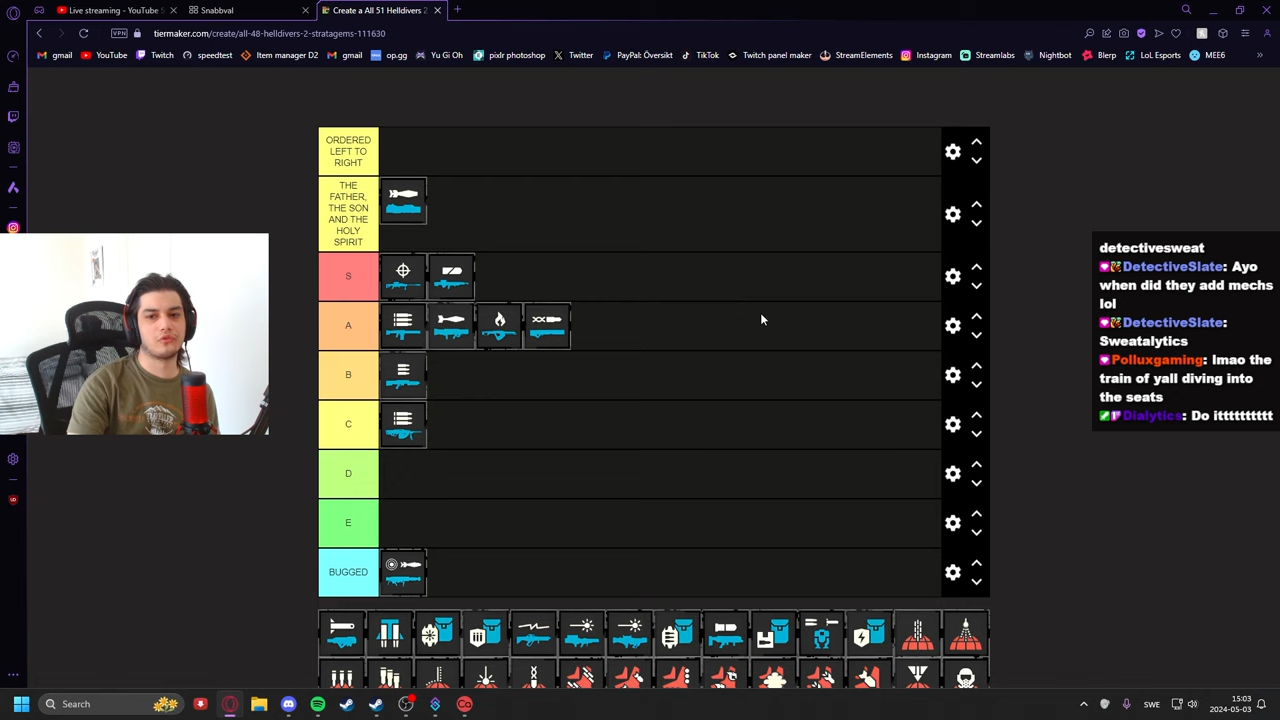 Live streaming - YouTube S
Snabbval
Create a All 51 Helldivers 2
VPN
tiermaker.com/create/all-48-helldivers-2-stratagems-111630
gmail
YouTube
Twitch
speedtest
Item manager D2
gmail
op.gg
Yu Gi Oh
pixlr photoshop
Twitter
PayPal: Översikt
TikTok
Twitch panel maker
StreamElements
Instagram
Streamlabs
Nightbot
Blerp
LoL Esports
MEE6
ORDERED
LEFT TO
RIGHT
THE
FATHER,
THE SON
AND THE
HOLY
SPIRIT
S
A
B
C
D
E
BUGGED
detectivesweat
DetectiveSlate: Ayo
when did they add mechs
lol
DetectiveSlate:
Sweatalytics
Polluxgaming: lmao the
train of yall diving into
the seats
Dialytics: Do itttttttttt
Search
SWE
15:03
2024-05-03